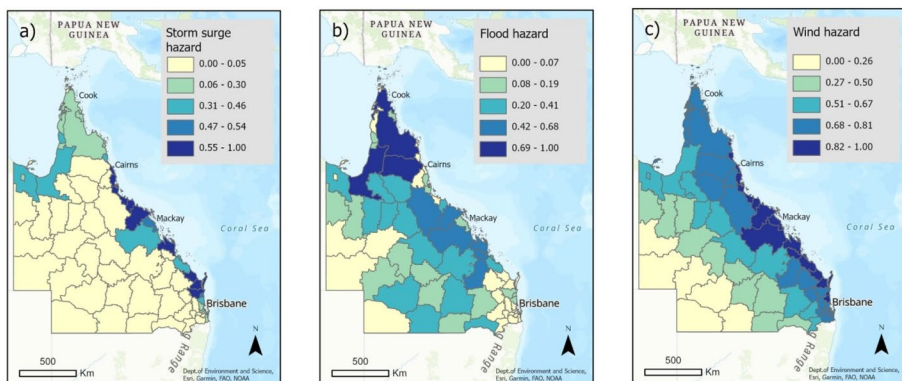 a)
PAPUA NEW
GUINEA
Storm surge
hazard
0.00 - 0.05
0.06 - 0.30
0.31 - 0.46
0.47 - 0.54
0.55 - 1.00
Cook
Cairns
Mackay
Coral Sea
Brisbane
g Range
N
500
Km
Dept.of Environment and Science,
Esri, Garmin, FAO, NOAA
b)
PAPUA NEW
GUINEA
Flood hazard
0.00 - 0.07
0.08 - 0.19
0.20 - 0.41
0.42 - 0.68
0.69 - 1.00
Cook
Cairns
Mackay
Coral Sea
Brisbane
g Range
N
500
Km
Dept.of Environment and Science,
Esri, Garmin, FAO, NOAA
c)
PAPUA NEW
GUINEA
Wind hazard
0.00 - 0.26
0.27 - 0.50
0.51 - 0.67
0.68 - 0.81
0.82 - 1.00
Cook
Cairns
Mackay
Coral Sea
Brisbane
g Range
N
500
Km
Dept.of Environment and Science,
Esri, Garmin, FAO, NOAA